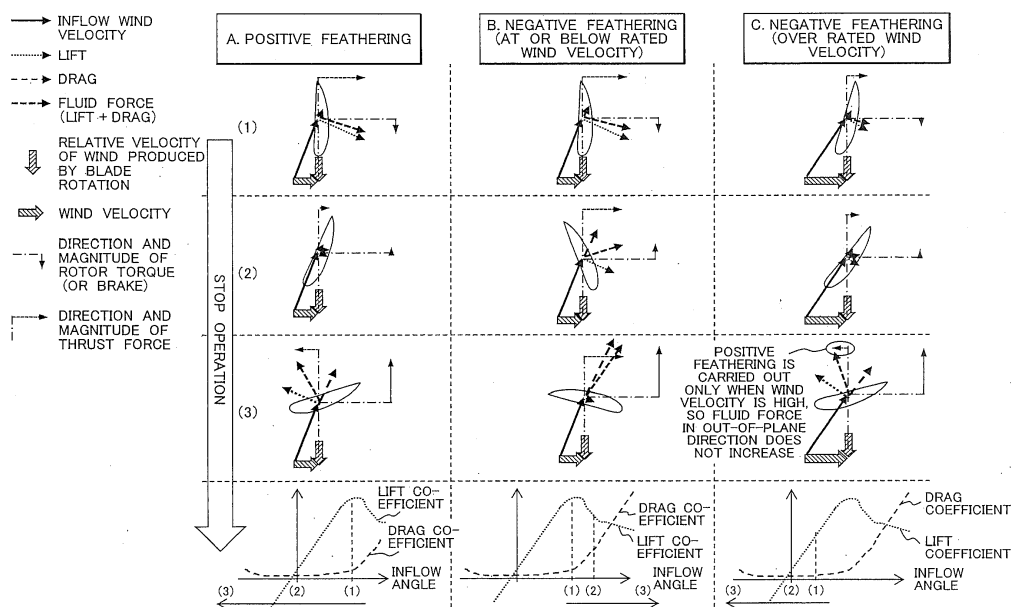 INFLOW WIND
VELOCITY
LIFT
DRAG
FLUID FORCE
(LIFT + DRAG)
RELATIVE VELOCITY
OF WIND PRODUCED
BY BLADE
ROTATION
WIND VELOCITY
DIRECTION AND
MAGNITUDE OF
ROTOR TORQUE
(OR BRAKE)
DIRECTION AND
MAGNITUDE OF
THRUST FORCE
A. POSITIVE FEATHERING
B. NEGATIVE FEATHERING
(AT OR BELOW RATED
WIND VELOCITY)
C. NEGATIVE FEATHERING
(OVER RATED WIND
VELOCITY)
(1)
(2)
(3)
STOP OPERATION
POSITIVE
FEATHERING IS
CARRIED OUT
ONLY WHEN WIND
VELOCITY IS HIGH,
SO FLUID FORCE
IN OUT-OF-PLANE
DIRECTION DOES
NOT INCREASE
LIFT CO-
EFFICIENT
DRAG CO-
EFFICIENT
INFLOW
ANGLE
(3) (2) (1)
DRAG CO-
EFFICIENT
LIFT CO-
EFFICIENT
INFLOW
ANGLE
(1) (2) (3)
DRAG
COEFFICIENT
LIFT
COEFFICIENT
INFLOW
ANGLE
(3) (2) (1)